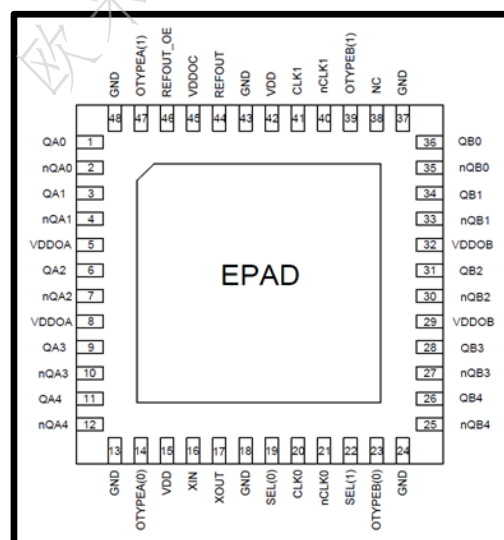 GND OTYPEA(1) REFOUT_OE VDDOC REFOUT GND VDD CLK1 nCLK1 OTYPEB(1) NC GND
48 47 46 45 44 43 42 41 40 39 38 37
QA0 1 36 QB0
nQA0 2 35 nQB0
QA1 3 34 QB1
nQA1 4 33 nQB1
VDDOA 5 32 VDDOB
QA2 6 31 QB2
EPAD
nQA2 7 30 nQB2
VDDOA 8 29 VDDOB
QA3 9 28 QB3
nQA3 10 27 nQB3
QA4 11 26 QB4
nQA4 12 25 nQB4
13 14 15 16 17 18 19 20 21 22 23 24
GND OTYPEA(0) VDD XIN XOUT GND SEL(0) CLK0 nCLK0 SEL(1) OTYPEB(0) GND